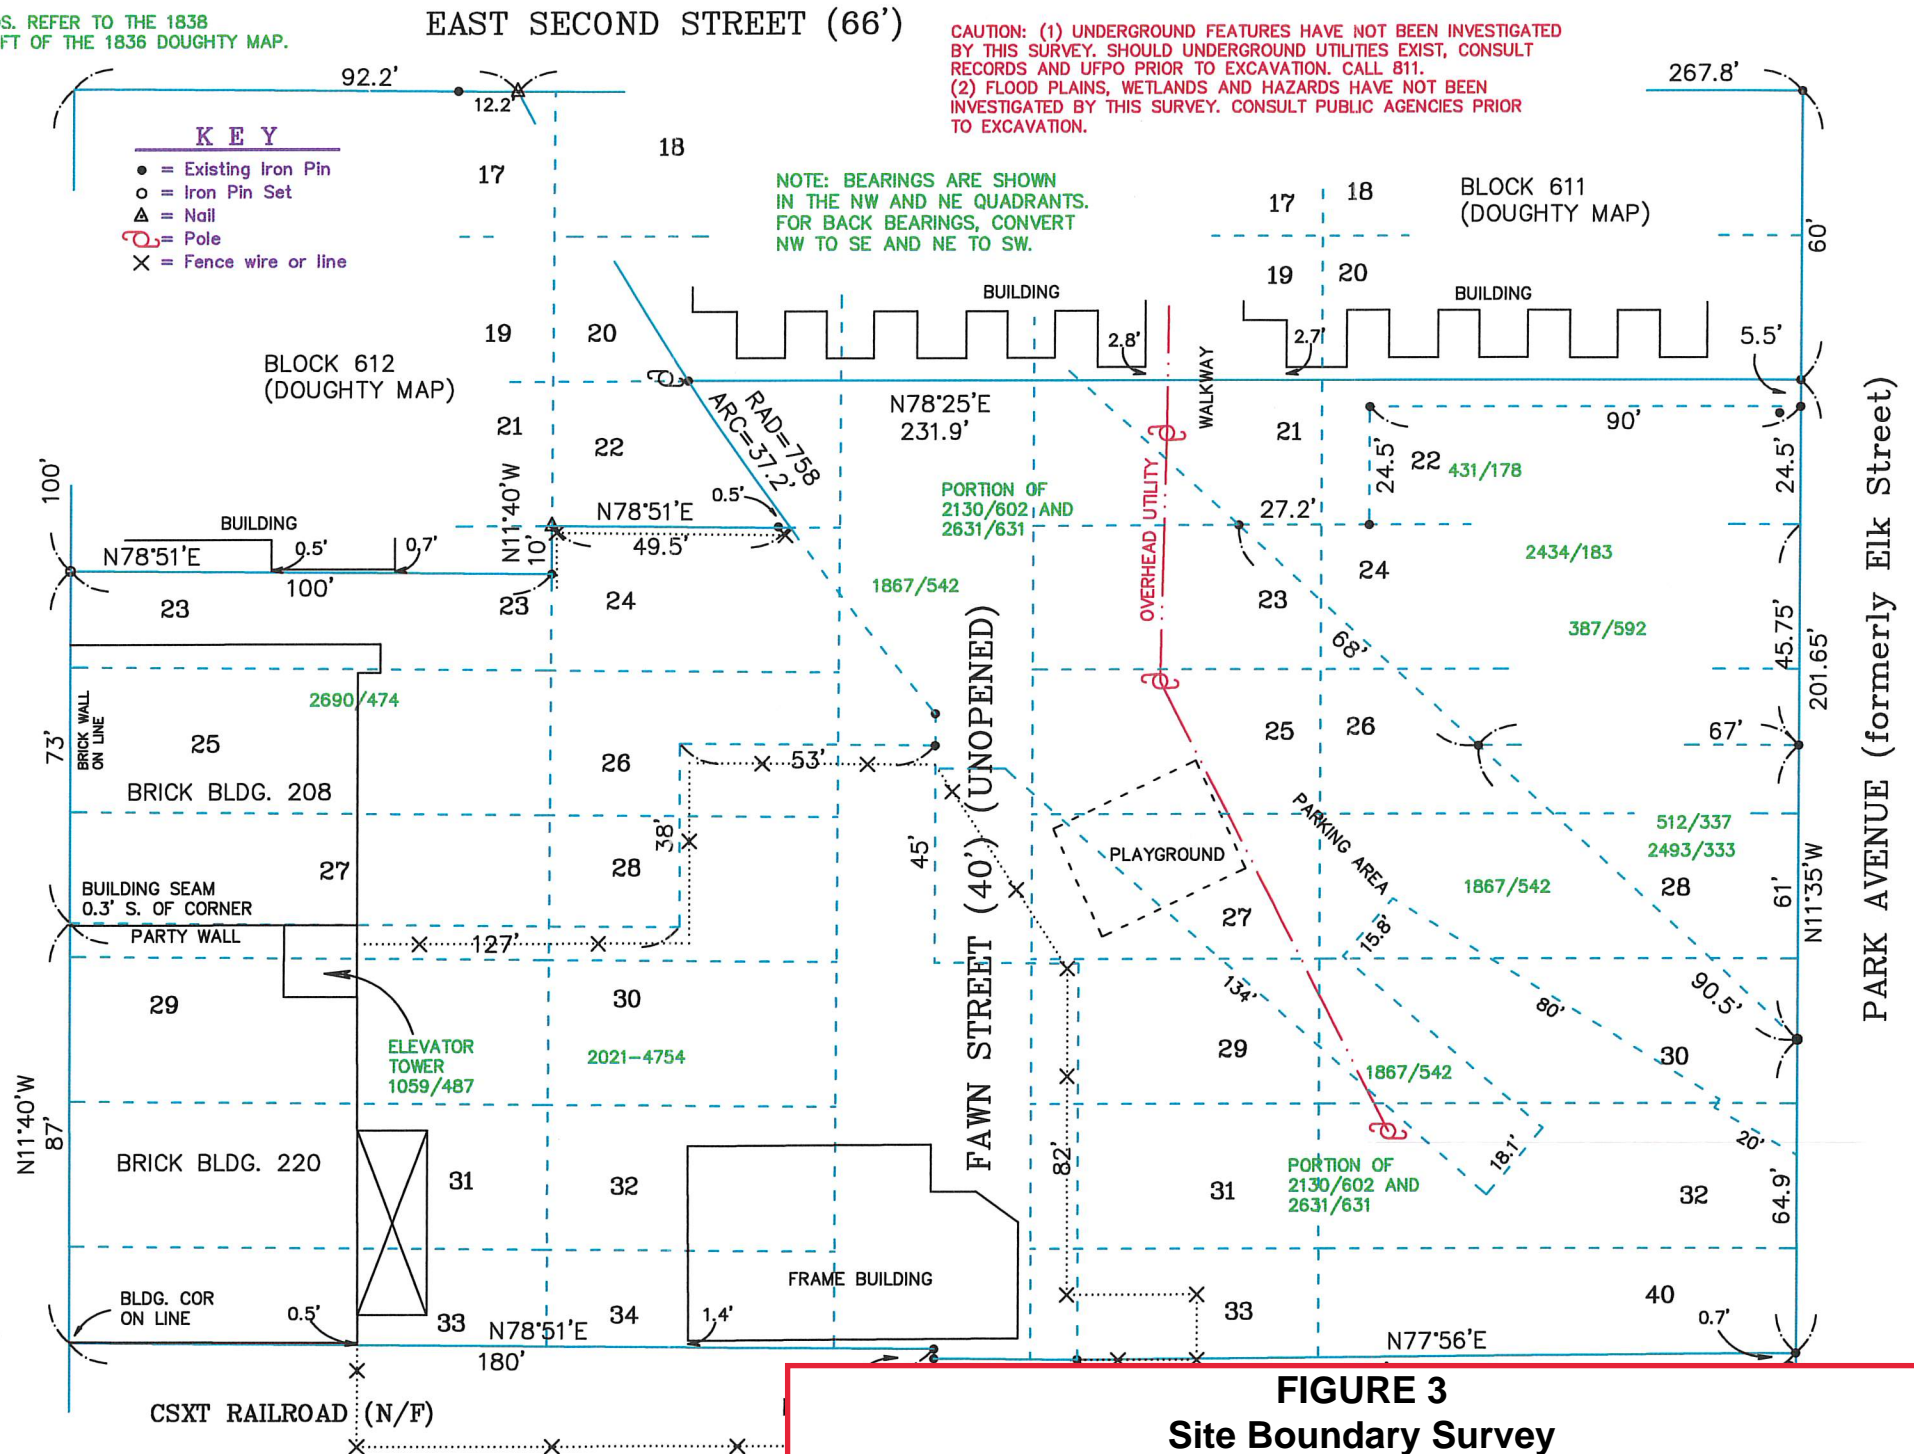 OS. REFER TO THE 1838
FT OF THE 1836 DOUGHTY MAP.
EAST SECOND STREET (66')
CAUTION: (1) UNDERGROUND FEATURES HAVE NOT BEEN INVESTIGATED
BY THIS SURVEY. SHOULD UNDERGROUND UTILITIES EXIST, CONSULT
RECORDS AND UFPO PRIOR TO EXCAVATION. CALL 811.
(2) FLOOD PLAINS, WETLANDS AND HAZARDS HAVE NOT BEEN
INVESTIGATED BY THIS SURVEY. CONSULT PUBLIC AGENCIES PRIOR
TO EXCAVATION.
92.2'
12.2'
267.8'
KEY
= Existing Iron Pin
= Iron Pin Set
= Nail
= Pole
= Fence wire or line
17
18
NOTE: BEARINGS ARE SHOWN
IN THE NW AND NE QUADRANTS.
FOR BACK BEARINGS, CONVERT
NW TO SE AND NE TO SW.
17
18
BLOCK 611
(DOUGHTY MAP)
60'
19
20
BUILDING
BUILDING
19
20
BLOCK 612
(DOUGHTY MAP)
2.8'
2.7'
5.5'
WALKWAY
RAD=758
ARC=37.2'
N78°25'E
231.9'
90'
21
22
21
22
431/178
24.5'
24.5'
100'
N11°40'W
10'
0.5'
N78°51'E
49.5'
PORTION OF
2130/602 AND
2631/631
OVERHEAD UTILITY
27.2'
BUILDING
N78°51'E
0.5'
0.7'
100'
2434/183
24
23
23
24
1867/542
23
387/592
68'
45.75'
201.65'
PARK AVENUE (formerly Elk Street)
2690/474
BRICK WALL
ON LINE
73'
25
26
53'
25
26
67'
BRICK BLDG. 208
FAWN STREET (40') (UNOPENED)
PLAYGROUND
PARKING AREA
512/337
2493/333
38'
45'
27
28
1867/542
28
61'
N11°35'W
BUILDING SEAM
0.3' S. OF CORNER
PARTY WALL
127'
27
15.8'
29
30
134'
80'
90.5'
ELEVATOR
TOWER
1059/487
2021-4754
29
30
1867/542
N11°40'W
87'
BRICK BLDG. 220
31
32
82'
20'
18.1'
PORTION OF
2130/602 AND
2631/631
31
32
64.9'
FRAME BUILDING
BLDG. COR
ON LINE
0.5'
33
N78°51'E
34
1.4'
33
40
0.7'
N77°56'E
180'
CSXT RAILROAD (N/F)
FIGURE 3
Site Boundary Survey